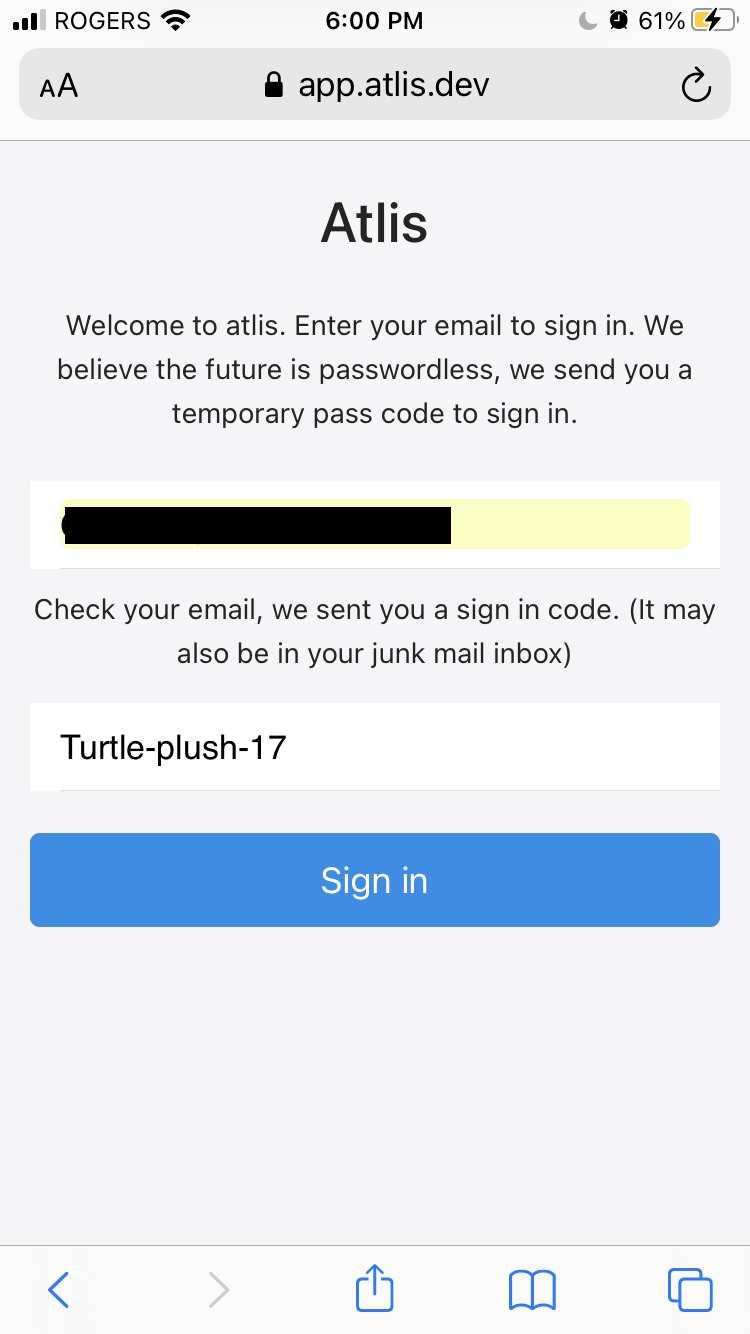 ROGERS 6:00 PM 61%
AA app.atlis.dev
Atlis
Welcome to atlis. Enter your email to sign in. We
believe the future is passwordless, we send you a
temporary pass code to sign in.
Check your email, we sent you a sign in code. (It may
also be in your junk mail inbox)
Turtle-plush-17
Sign in